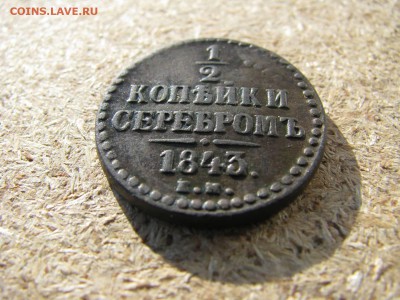 COINS.LAVE.RU
1
2
КОПѢЙКИ
СЕРЕБРОМЪ
1843.
Е.М.